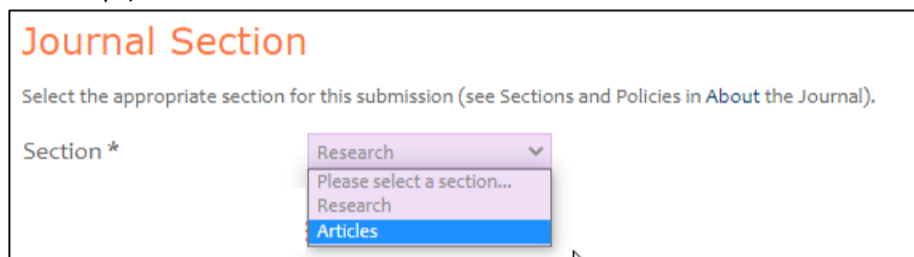 Journal Section
Select the appropriate section for this submission (see Sections and Policies in About the Journal).
Section * Research
Please select a section...
Research
Articles